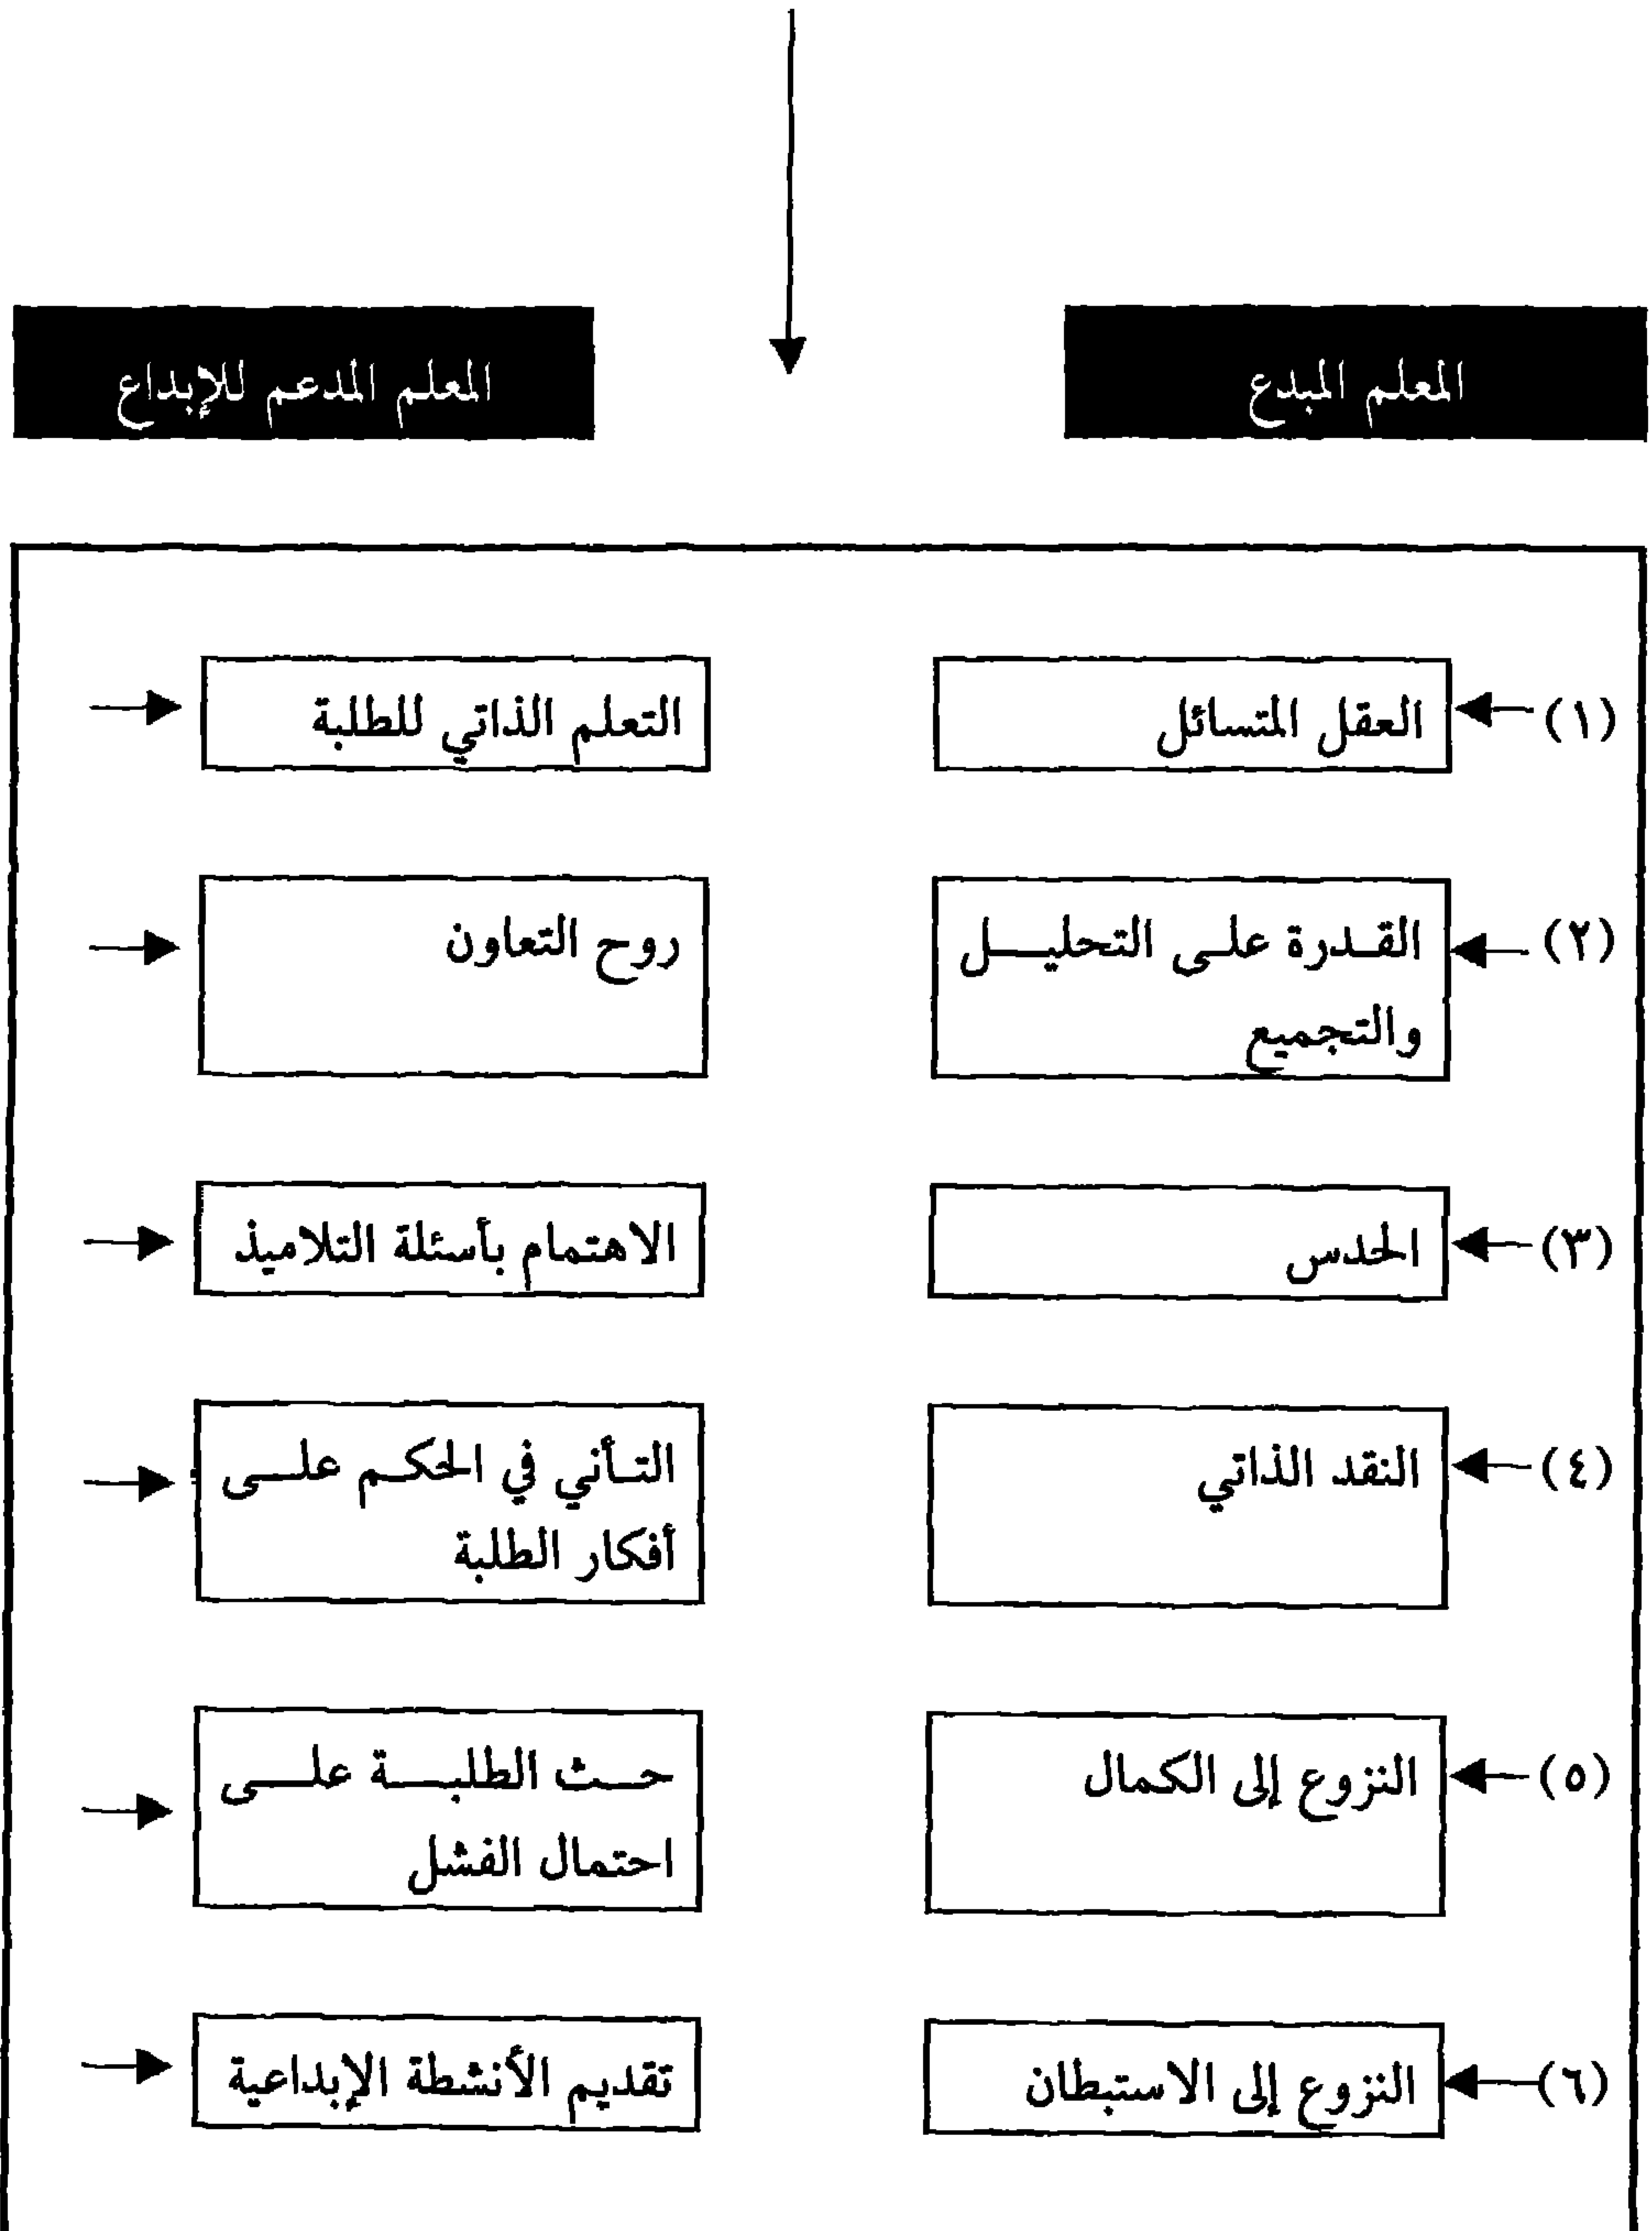 المعلم المبدع
المعلم المدعم للإبداع
(١) العقل المتسائل
التعلم الذاتي للطلبة
(٢) القدرة على التحليل
والتجميع
روح التعاون
(٣) الحدس
الاهتمام بأسئلة التلاميذ
(٤) النقد الذاتي
التأني في الحكم على
أفكار الطلبة
(٥) النزوع إلى الكمال
حث الطلبة على
احتمال الفشل
(٦) النزوع إلى الاستبطان
تقديم الأنشطة الإبداعية